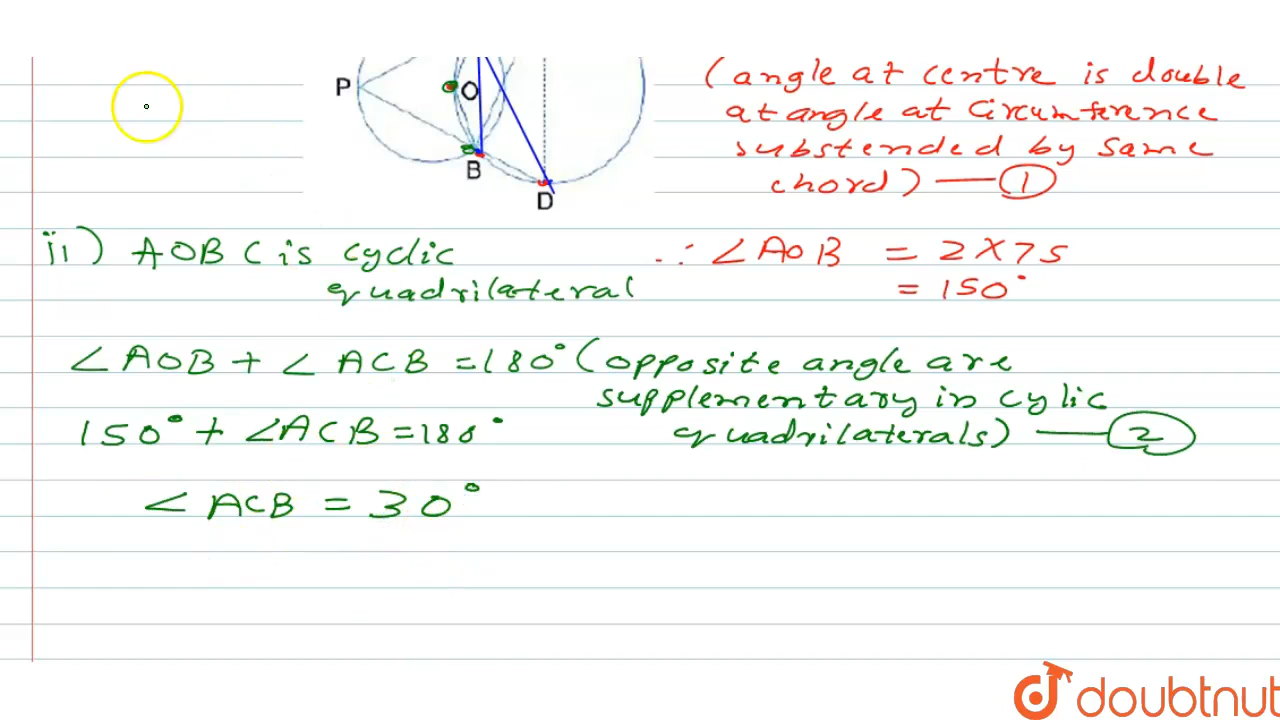 P
O
B
D
(angle at centre is double
at angle at Circumference
substended by same
chord) — 1
ii) AOBC is cyclic
quadrilateral
∴ ∠AOB = 2×75
= 150°
∠AOB + ∠ACB = 180° (opposite angle are
supplementary in cylic
quadrilaterals) — 2
150° + ∠ACB = 180°
∠ACB = 30°
doubtnut